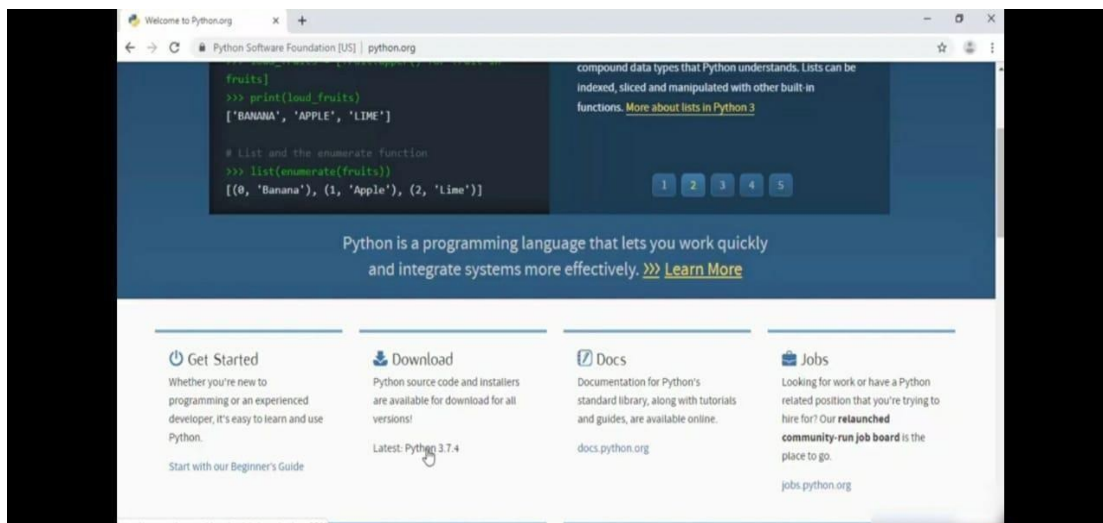 Welcome to Python.org
Python Software Foundation [US] | python.org
fruits]
>>> print(loud_fruits)
['BANANA', 'APPLE', 'LIME']
# List and the enumerate function
>>> list(enumerate(fruits))
[(0, 'Banana'), (1, 'Apple'), (2, 'Lime')]
compound data types that Python understands. Lists can be
indexed, sliced and manipulated with other built-in
functions. More about lists in Python 3
1 2 3 4 5
Python is a programming language that lets you work quickly
and integrate systems more effectively. >>> Learn More
Get Started
Whether you're new to
programming or an experienced
developer, it's easy to learn and use
Python.
Start with our Beginner's Guide
Download
Python source code and installers
are available for download for all
versions!
Latest: Python 3.7.4
Docs
Documentation for Python's
standard library, along with tutorials
and guides, are available online.
docs.python.org
Jobs
Looking for work or have a Python
related position that you're trying to
hire for? Our relaunched
community-run job board is the
place to go.
jobs.python.org